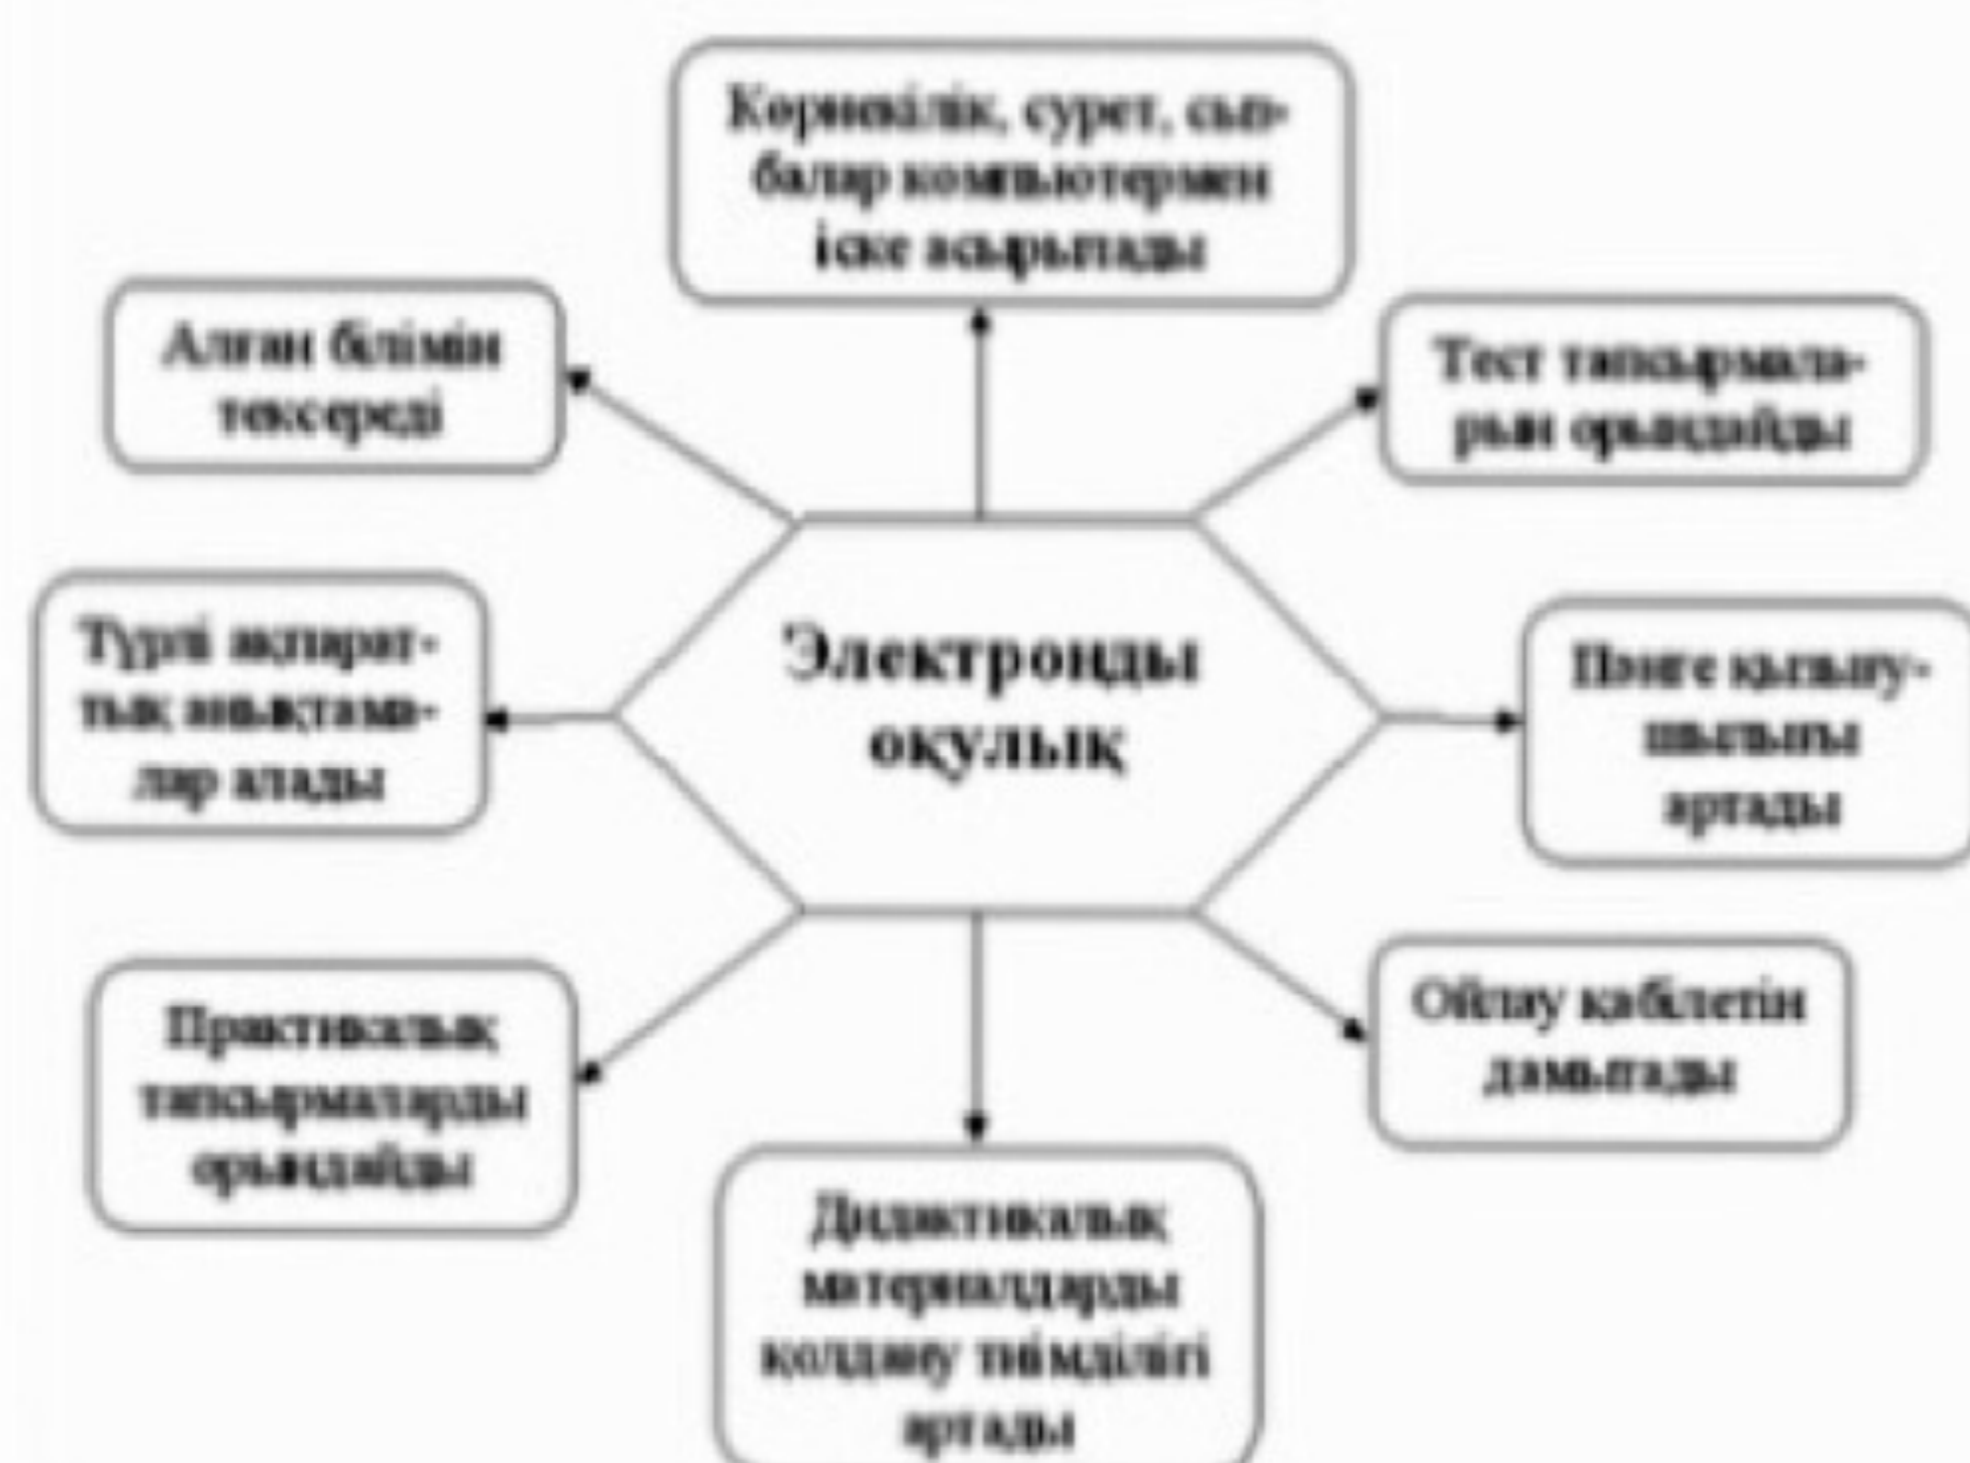 Көрнекілік, сурет, сыз-
балар компьютермен
іске асырылады
Алған білімін
тексереді
Тест тапсырмала-
рын орындайды
Түрлі ақпарат-
тық анықтама-
лар алады
Электронды
оқулық
Пәнге қызығу-
шылығы
артады
Практикалық
тапсырмаларды
орындайды
Ойлау қабілетін
дамытады
Дидактикалық
материалдарды
қолдану тиімділігі
артады